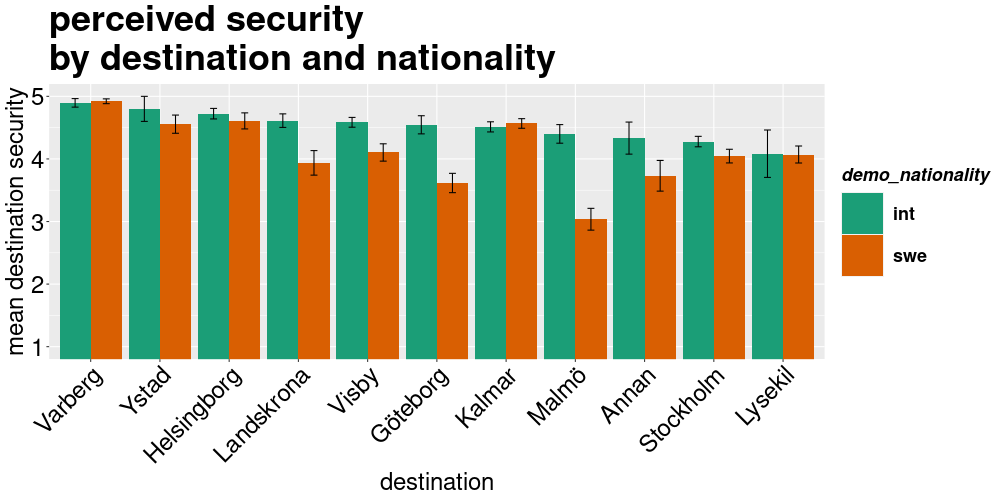 perceived security
by destination and nationality
mean destination security
5
4
3
2
1
Varberg
Ystad
Helsingborg
Landskrona
Visby
Göteborg
Kalmar
Malmö
Annan
Stockholm
Lysekil
destination
demo_nationality
int
swe